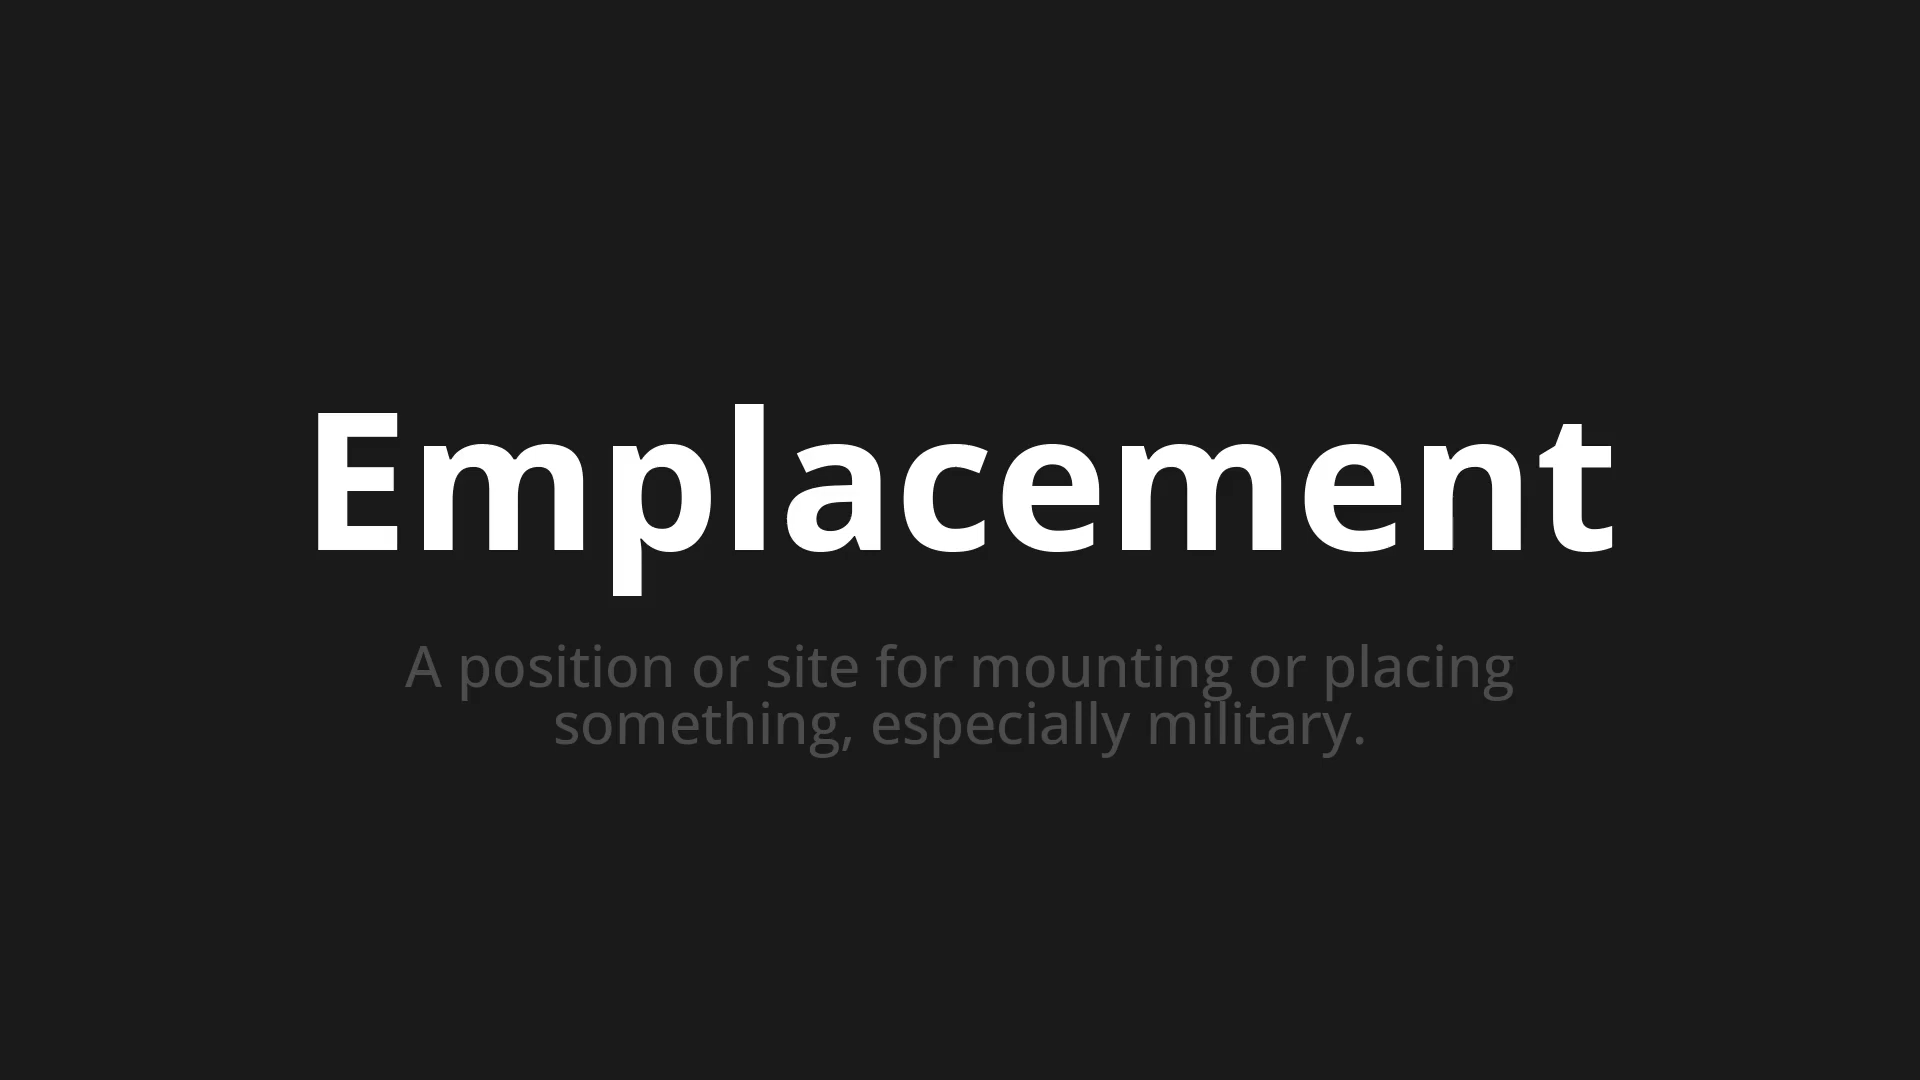 Emplacement
A position or site for mounting or placing
something, especially military.